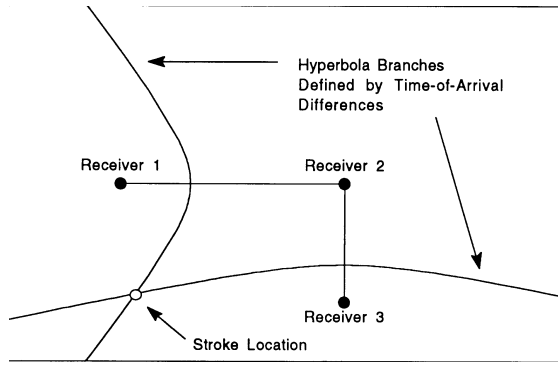 Hyperbola Branches
Defined by Time-of-Arrival
Differences
Receiver 1
Receiver 2
Receiver 3
Stroke Location